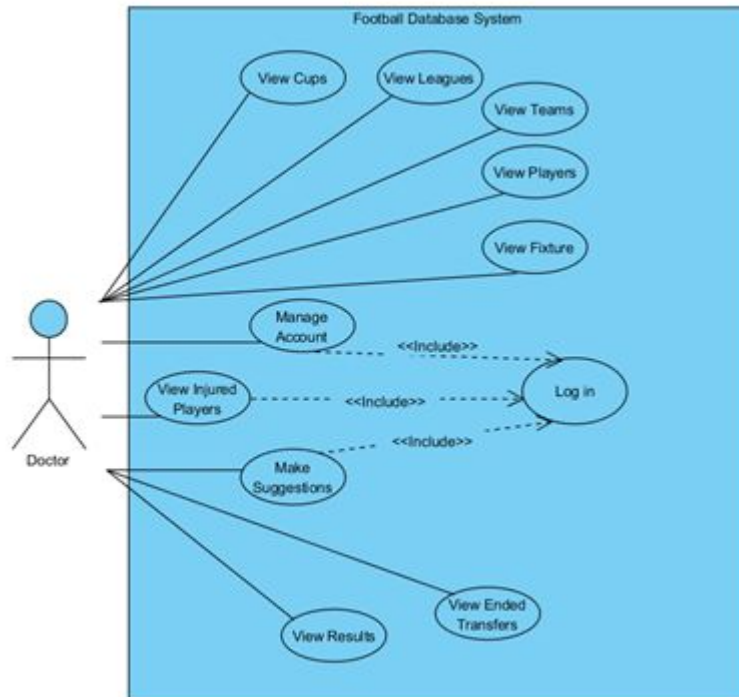 Football Database System
View Cups
View Leagues
View Teams
View Players
View Fixture
Manage
Account
<<Include>>
View Injured
Players
<<Include>>
Log in
Doctor
<<Include>>
Make
Suggestions
View Ended
Transfers
View Results